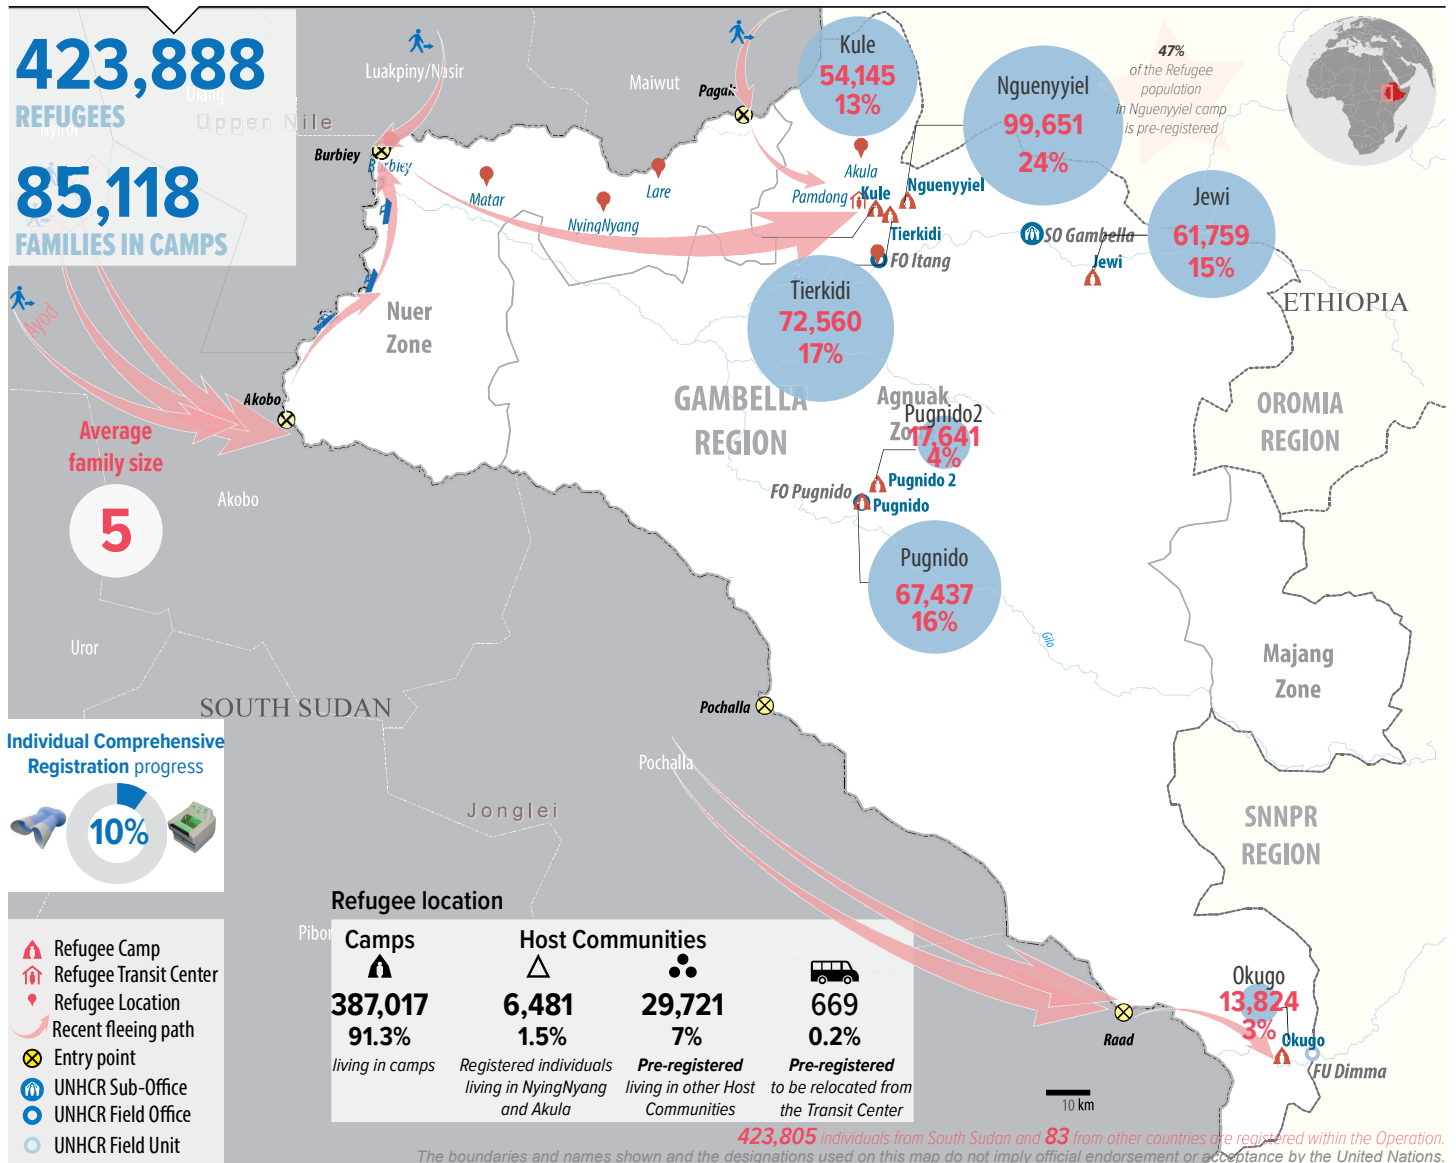 423,888
REFUGEES
85,118
FAMILIES IN CAMPS
Luakpiny/Nasir
Ulang
Nyirol
Upper Nile
Maiwut
Pagak
Burbiey
Burbiey
Matar
NyingNyang
Lare
Akula
Pamdong
Kule
Nguenyyiel
Tierkidi
FO Itang
SO Gambella
Jewi
Kule
54,145
13%
Nguenyyiel
99,651
24%
47%
of the Refugee
population
in Nguenyyiel camp
is pre-registered
Jewi
61,759
15%
Tierkidi
72,560
17%
ETHIOPIA
Nuer
Zone
Ayod
Akobo
Average
family size
5
Akobo
GAMBELLA
REGION
Agnuak
Zo
Pugnido2
17,641
4%
FO Pugnido
Pugnido 2
Pugnido
Pugnido
67,437
16%
OROMIA
REGION
Gilo
Majang
Zone
Uror
SOUTH SUDAN
Pochalla
Pochalla
Jonglei
Individual Comprehensive
Registration progress
10%
SNNPR
REGION
Pibor
Refugee location
Camps
Host Communities
387,017
6,481
29,721
669
91.3%
1.5%
7%
0.2%
living in camps
Registered individuals
living in NyingNyang
and Akula
Pre-registered
living in other Host
Communities
Pre-registered
to be relocated from
the Transit Center
Refugee Camp
Refugee Transit Center
Refugee Location
Recent fleeing path
Entry point
UNHCR Sub-Office
UNHCR Field Office
UNHCR Field Unit
Okugo
13,824
3%
Okugo
Raad
FU Dimma
10 km
423,805 individuals from South Sudan and 83 from other countries are registered within the Operation.
The boundaries and names shown and the designations used on this map do not imply official endorsement or acceptance by the United Nations.